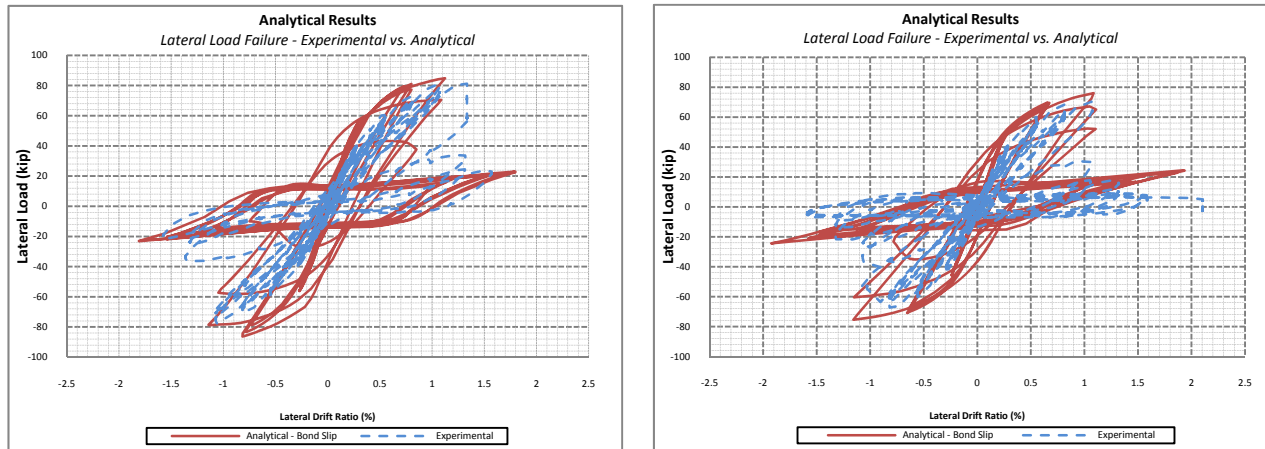 Analytical Results
Lateral Load Failure - Experimental vs. Analytical
Lateral Load (kip)
100
80
60
40
20
0
-20
-40
-60
-80
-100
-2.5 -2 -1.5 -1 -0.5 0 0.5 1 1.5 2 2.5
Lateral Drift Ratio (%)
Analytical - Bond Slip Experimental
Analytical Results
Lateral Load Failure - Experimental vs. Analytical
Lateral Load (kip)
100
80
60
40
20
0
-20
-40
-60
-80
-100
-2.5 -2 -1.5 -1 -0.5 0 0.5 1 1.5 2 2.5
Lateral Drift Ratio (%)
Analytical - Bond Slip Experimental